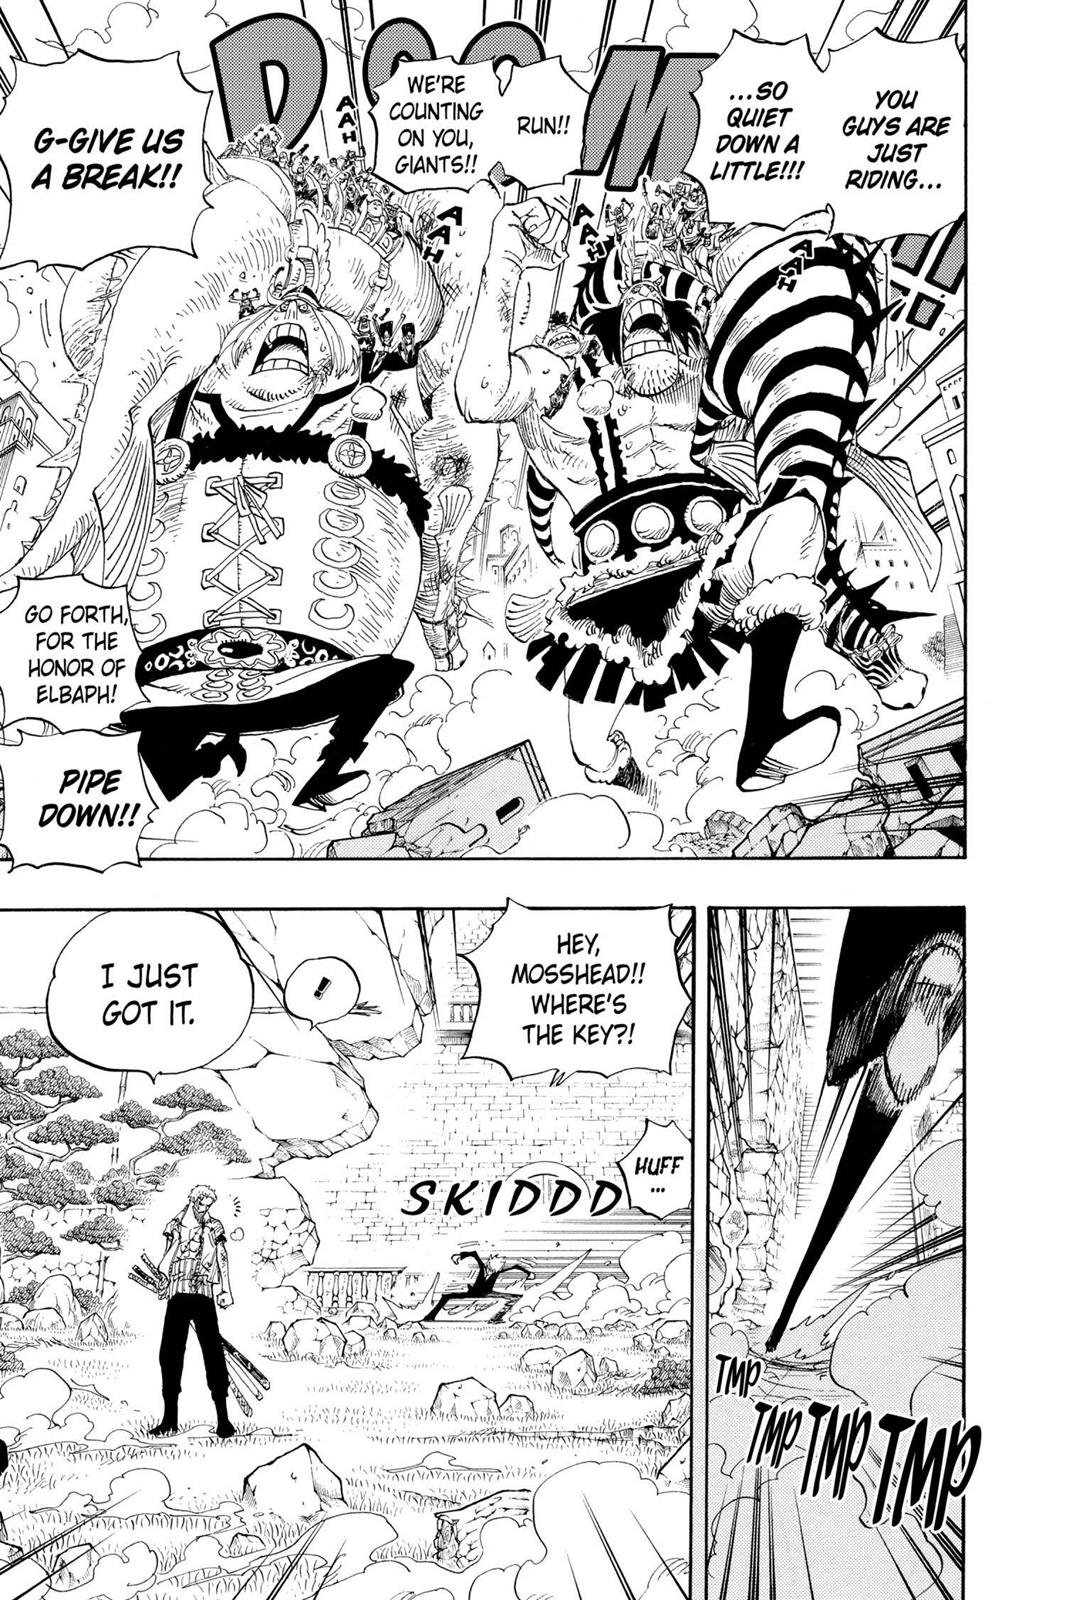 YOU
GUYS ARE
JUST
RIDING...
...SO
QUIET
DOWN A
LITTLE!!!
RUN!!
WE'RE
COUNTING
ON YOU,
GIANTS!!
G-GIVE US
A BREAK!!
DOOM
!!
AAH
AAH
AAH
AAH
GO FORTH,
FOR THE
HONOR OF
ELBAPH!
PIPE
DOWN!!
TMP
TMP
TMP
TMP
HEY,
MOSSHEAD!!
WHERE'S
THE KEY?!
HUFF
...
SKIDDD
!
I JUST
GOT IT.